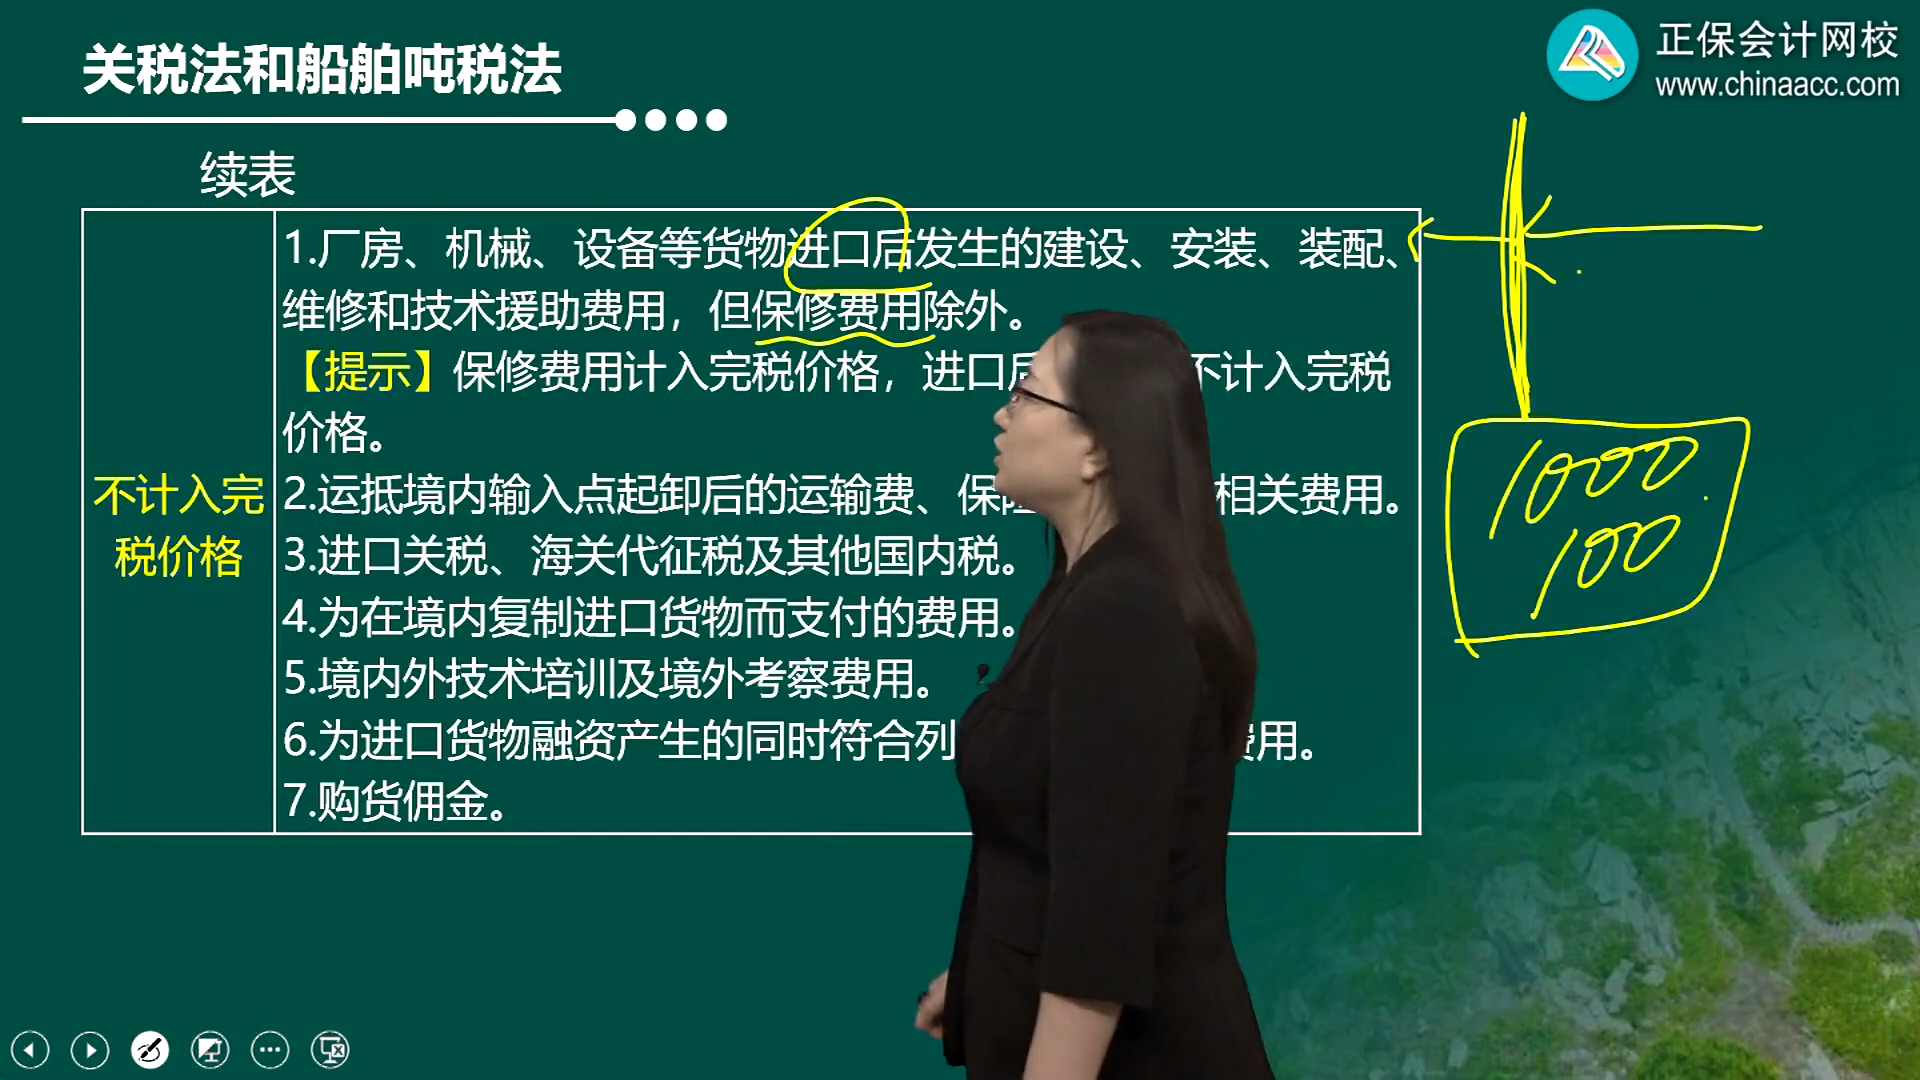 关税法和船舶吨税法
正保会计网校
www.chinaacc.com
续表
不计入完
税价格
1.厂房、机械、设备等货物进口后发生的建设、安装、装配、
维修和技术援助费用，但保修费用除外。
【提示】保修费用计入完税价格，进口后 不计入完税
价格。
2.运抵境内输入点起卸后的运输费、保险 相关费用。
3.进口关税、海关代征税及其他国内税。
4.为在境内复制进口货物而支付的费用。
5.境内外技术培训及境外考察费用。
6.为进口货物融资产生的同时符合列 费用。
7.购货佣金。
1000
100